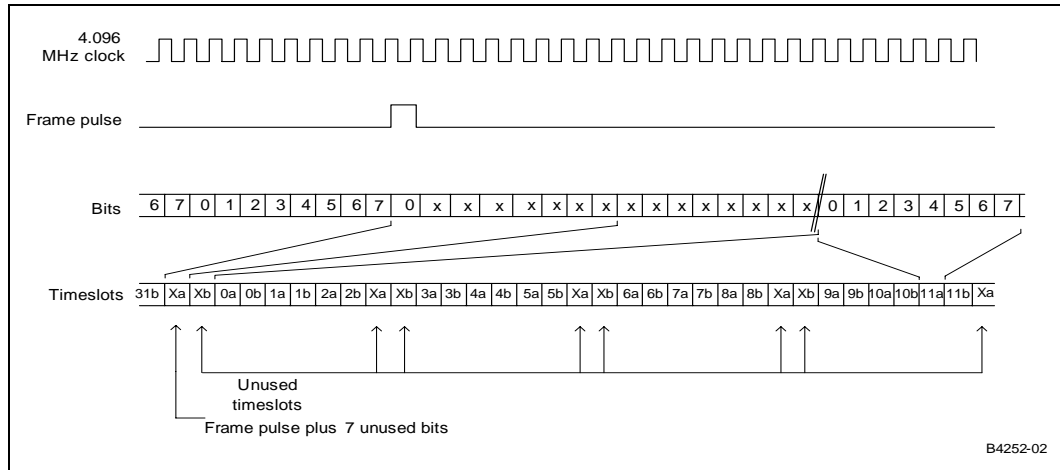 4.096
MHz clock
Frame pulse
Bits 6 7 0 1 2 3 4 5 6 7 0 x x x x x x x x x x x x x 0 1 2 3 4 5 6 7
Timeslots 31b Xa Xb 0a 0b 1a 1b 2a 2b Xa Xb 3a 3b 4a 4b 5a 5b Xa Xb 6a 6b 7a 7b 8a 8b Xa Xb 9a 9b 10a 10b 11a 11b Xa
Unused
timeslots
Frame pulse plus 7 unused bits
B4252-02